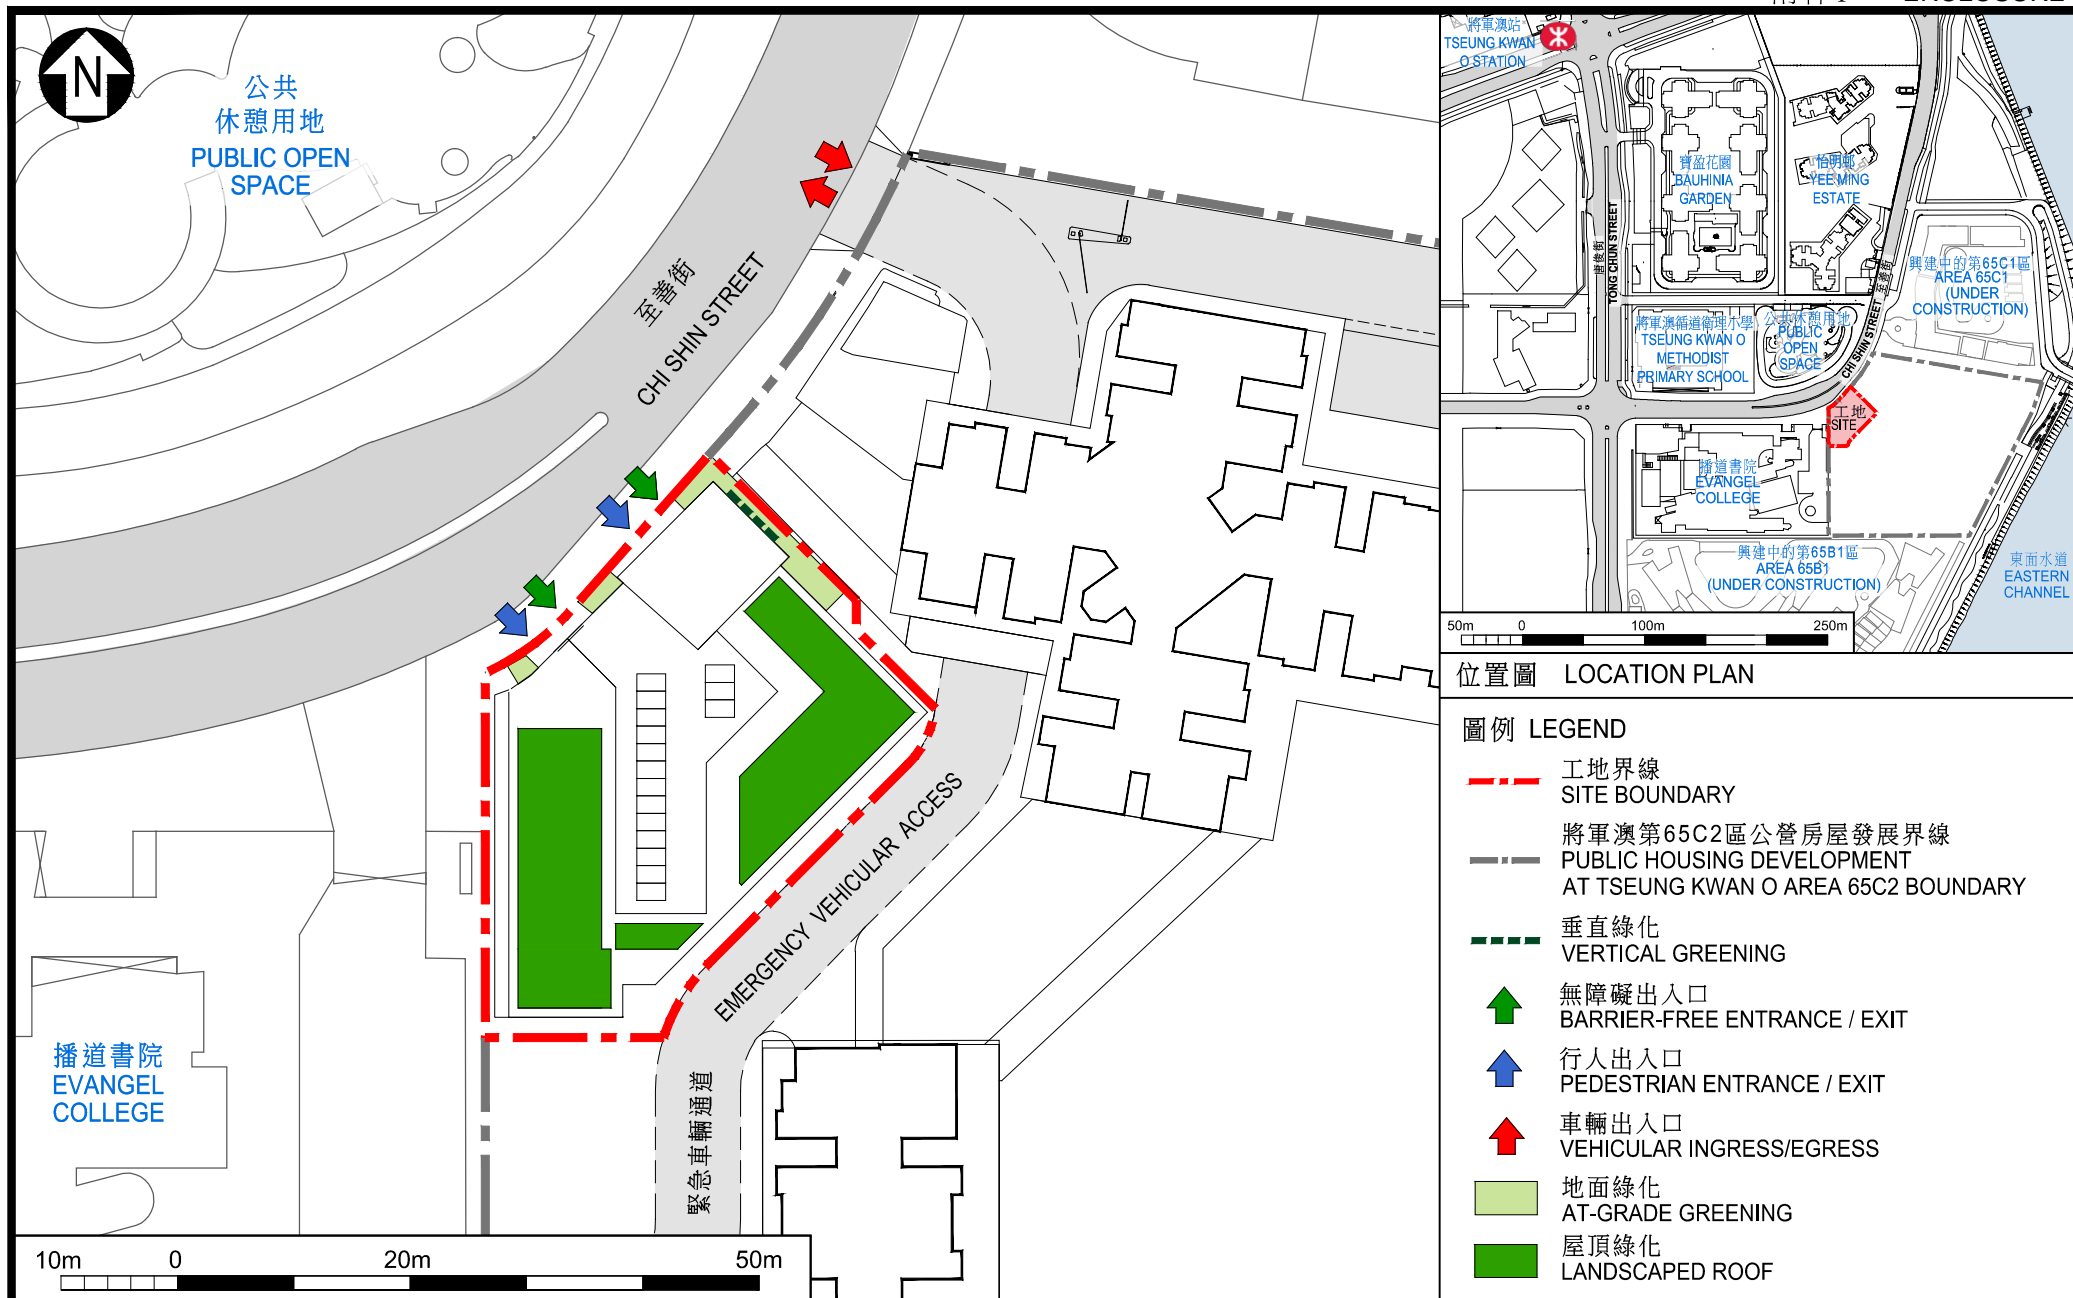 N
公共
休憩用地
PUBLIC OPEN
SPACE
至善街
CHI SHIN STREET
EMERGENCY VEHICULAR ACCESS
緊急車輛通道
播道書院
EVANGEL
COLLEGE
10m 0 20m 50m
將軍澳站
TSEUNG KWAN
O STATION
寶盈花園
BAUHINIA
GARDEN
怡明邨
YEE MING
ESTATE
唐俊街
TONG CHUN STREET
至善街
CHI SHIN STREET
興建中的第65C1區
AREA 65C1
(UNDER
CONSTRUCTION)
將軍澳循道衛理小學
TSEUNG KWAN O
METHODIST
PRIMARY SCHOOL
公共休憩用地
PUBLIC
OPEN
SPACE
工地
SITE
播道書院
EVANGEL
COLLEGE
興建中的第65B1區
AREA 65B1
(UNDER CONSTRUCTION)
東面水道
EASTERN
CHANNEL
50m 0 100m 250m
位置圖 LOCATION PLAN
圖例 LEGEND
工地界線
SITE BOUNDARY
將軍澳第65C2區公營房屋發展界線
PUBLIC HOUSING DEVELOPMENT
AT TSEUNG KWAN O AREA 65C2 BOUNDARY
垂直綠化
VERTICAL GREENING
無障礙出入口
BARRIER-FREE ENTRANCE / EXIT
行人出入口
PEDESTRIAN ENTRANCE / EXIT
車輛出入口
VEHICULAR INGRESS/EGRESS
地面綠化
AT-GRADE GREENING
屋頂綠化
LANDSCAPED ROOF